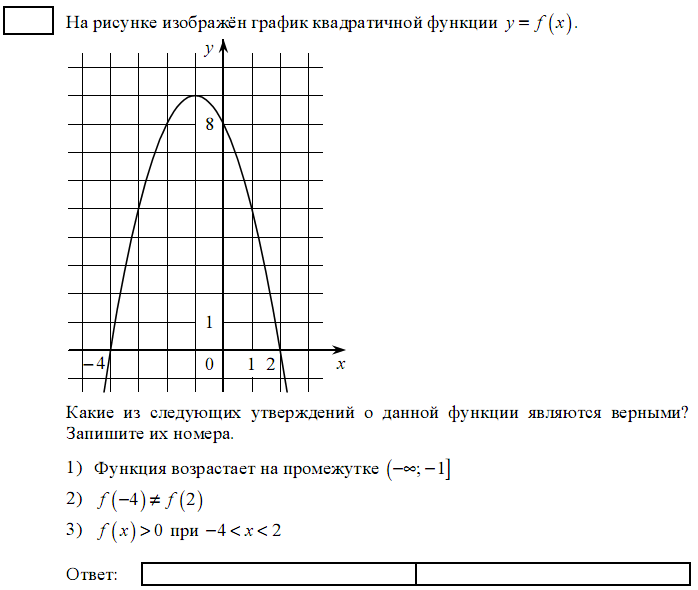 На рисунке изображён график квадратичной функции y = f(x).
y
8
1
−4 0 1 2 x
Какие из следующих утверждений о данной функции являются верными?
Запишите их номера.
1) Функция возрастает на промежутке (−∞; −1]
2) f(−4) ≠ f(2)
3) f(x) > 0 при −4 < x < 2
Ответ: